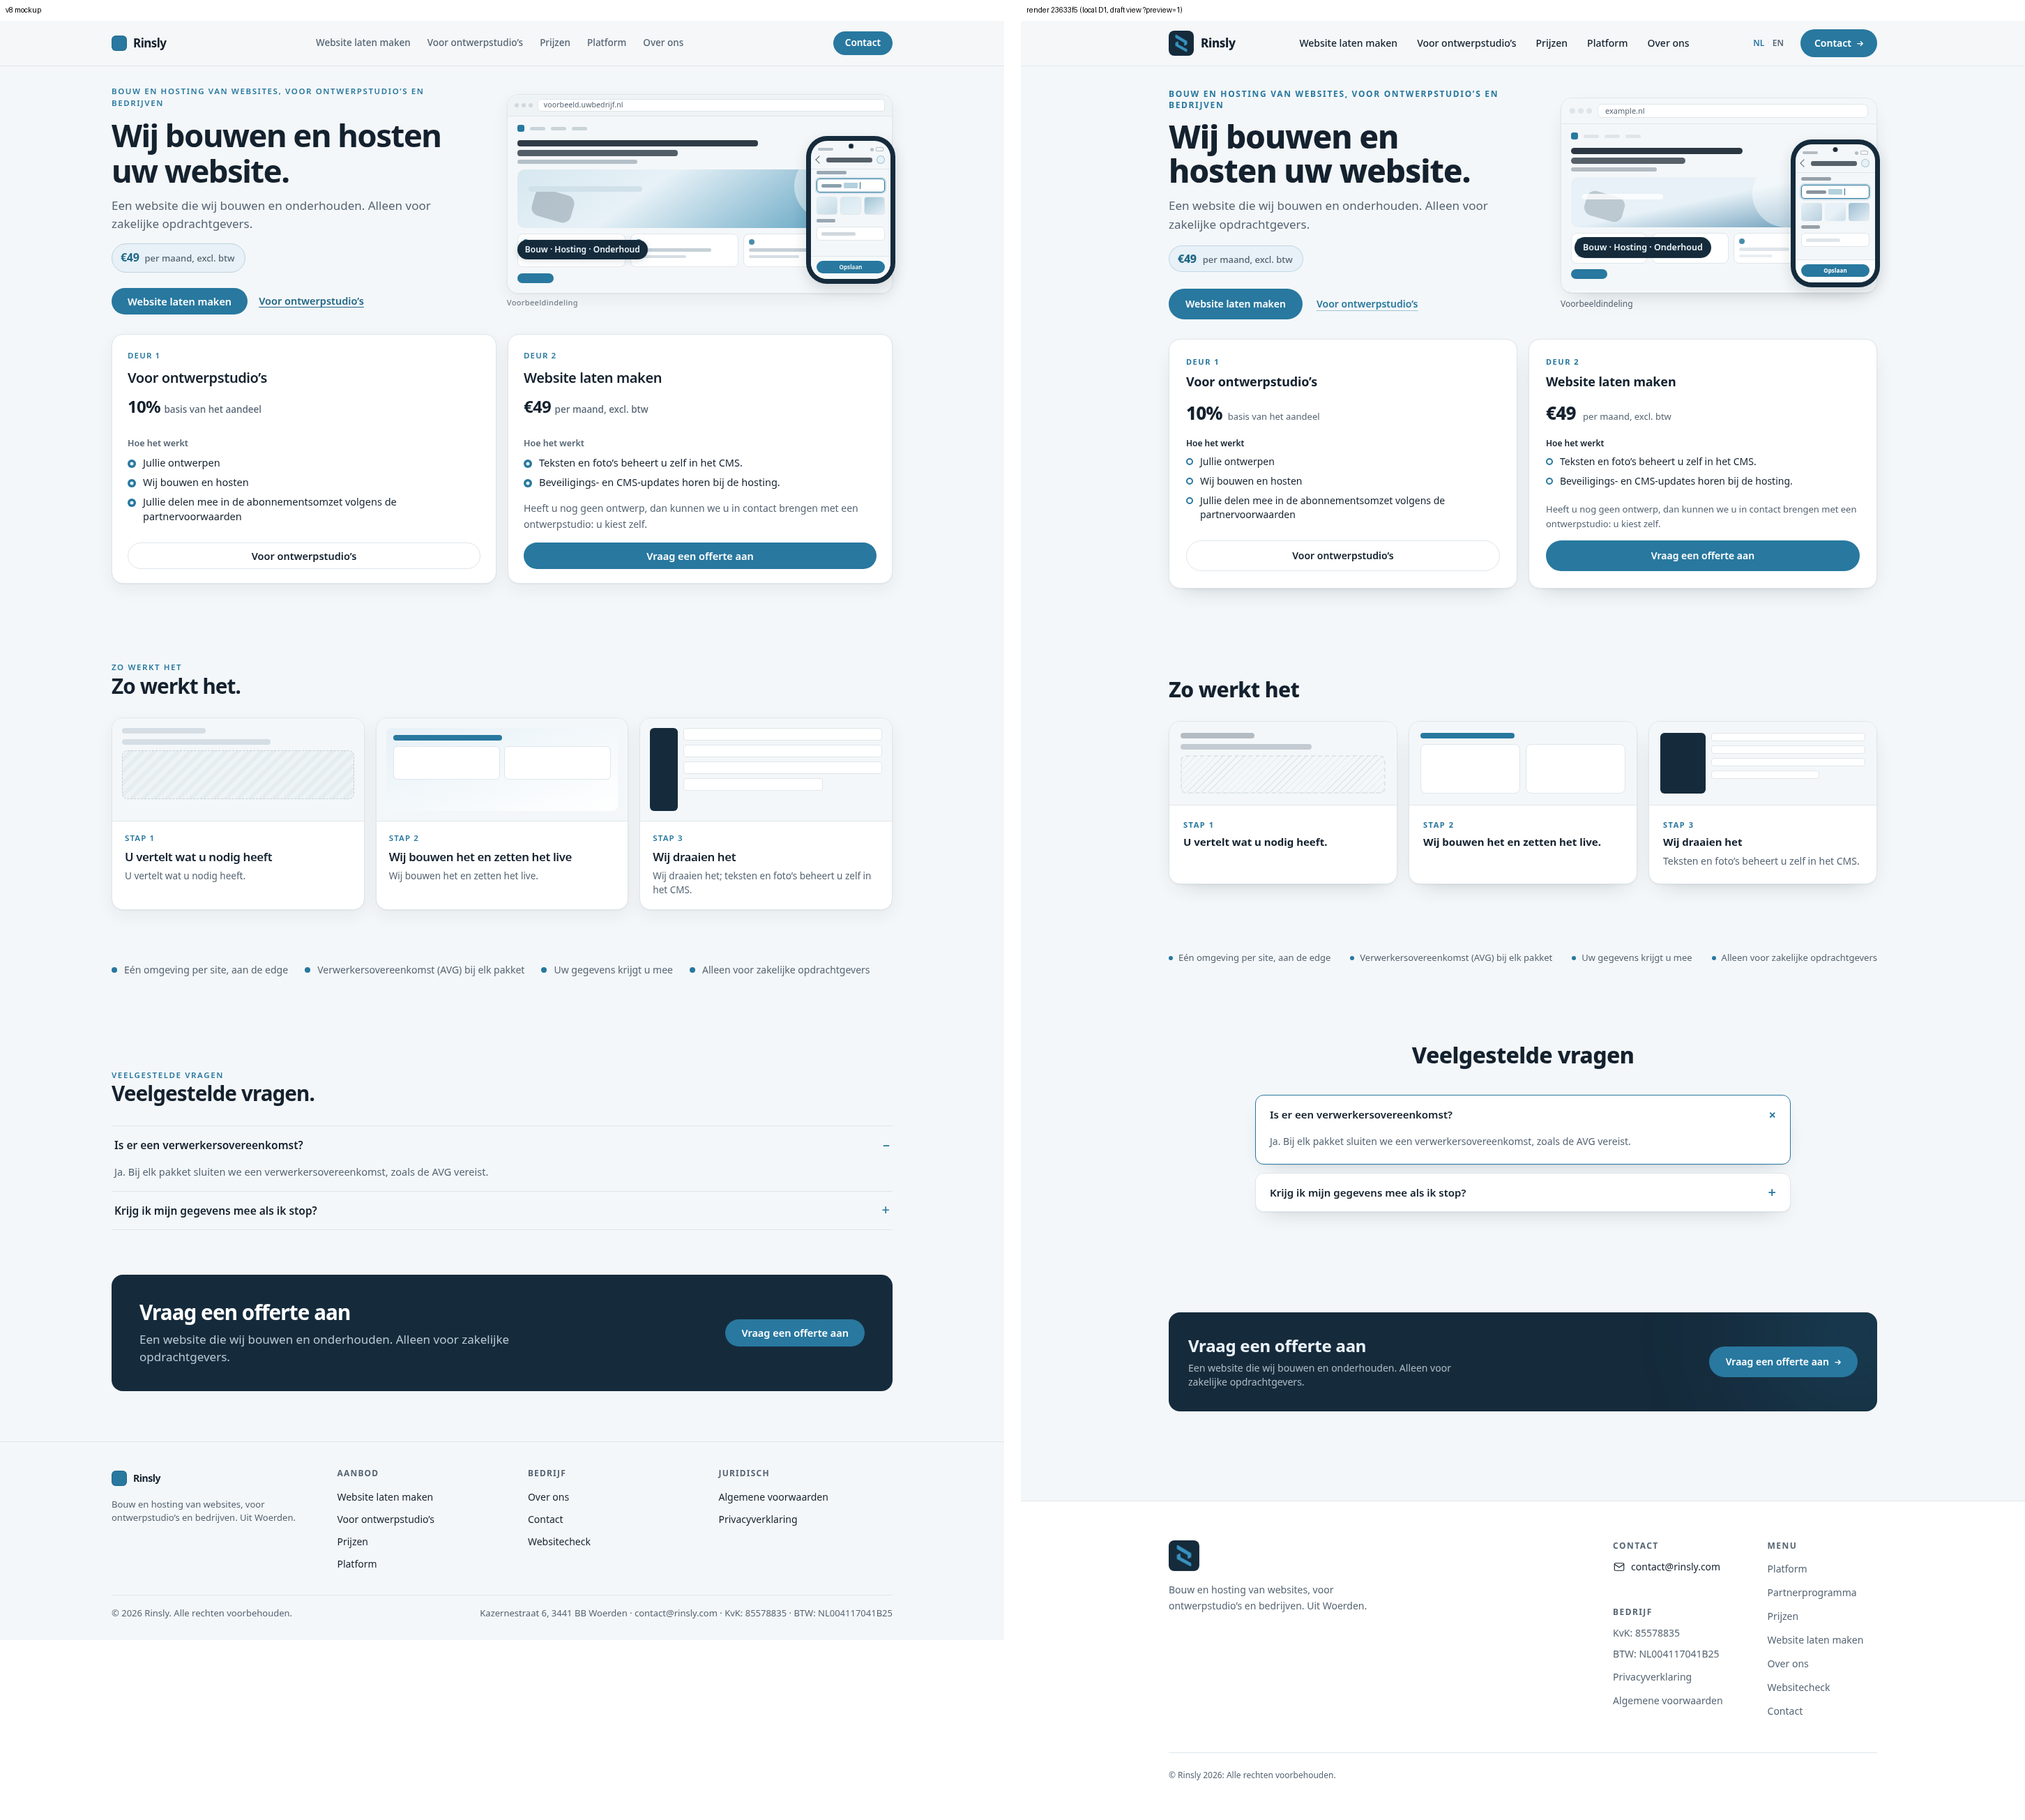 v8 mockup
Rinsly
Website laten maken
Voor ontwerpstudio’s
Prijzen
Platform
Over ons
Contact
BOUW EN HOSTING VAN WEBSITES, VOOR ONTWERPSTUDIO’S EN
BEDRIJVEN
Wij bouwen en hosten
uw website.
Een website die wij bouwen en onderhouden. Alleen voor
zakelijke opdrachtgevers.
€49 per maand, excl. btw
Website laten maken
Voor ontwerpstudio’s
voorbeeld.uwbedrijf.nl
Bouw · Hosting · Onderhoud
Opslaan
Voorbeeldindeling
DEUR 1
Voor ontwerpstudio’s
10% basis van het aandeel
Hoe het werkt
Jullie ontwerpen
Wij bouwen en hosten
Jullie delen mee in de abonnementsomzet volgens de
partnervoorwaarden
Voor ontwerpstudio’s
DEUR 2
Website laten maken
€49 per maand, excl. btw
Hoe het werkt
Teksten en foto’s beheert u zelf in het CMS.
Beveiligings- en CMS-updates horen bij de hosting.
Heeft u nog geen ontwerp, dan kunnen we u in contact brengen met een
ontwerpstudio: u kiest zelf.
Vraag een offerte aan
ZO WERKT HET
Zo werkt het.
STAP 1
U vertelt wat u nodig heeft
U vertelt wat u nodig heeft.
STAP 2
Wij bouwen het en zetten het live
Wij bouwen het en zetten het live.
STAP 3
Wij draaien het
Wij draaien het; teksten en foto’s beheert u zelf in
het CMS.
Eén omgeving per site, aan de edge
Verwerkersovereenkomst (AVG) bij elk pakket
Uw gegevens krijgt u mee
Alleen voor zakelijke opdrachtgevers
VEELGESTELDE VRAGEN
Veelgestelde vragen.
Is er een verwerkersovereenkomst? –
Ja. Bij elk pakket sluiten we een verwerkersovereenkomst, zoals de AVG vereist.
Krijg ik mijn gegevens mee als ik stop? +
Vraag een offerte aan
Een website die wij bouwen en onderhouden. Alleen voor zakelijke
opdrachtgevers.
Vraag een offerte aan
Rinsly
Bouw en hosting van websites, voor
ontwerpstudio’s en bedrijven. Uit Woerden.
AANBOD
Website laten maken
Voor ontwerpstudio’s
Prijzen
Platform
BEDRIJF
Over ons
Contact
Websitecheck
JURIDISCH
Algemene voorwaarden
Privacyverklaring
© 2026 Rinsly. Alle rechten voorbehouden.
Kazernestraat 6, 3441 BB Woerden · contact@rinsly.com · KvK: 85578835 · BTW: NL004117041B25
render 23633f5 (local D1, draft view ?preview=1)
Rinsly
Website laten maken
Voor ontwerpstudio’s
Prijzen
Platform
Over ons
NL EN
Contact →
BOUW EN HOSTING VAN WEBSITES, VOOR ONTWERPSTUDIO’S EN
BEDRIJVEN
Wij bouwen en
hosten uw website.
Een website die wij bouwen en onderhouden. Alleen voor
zakelijke opdrachtgevers.
€49 per maand, excl. btw
Website laten maken
Voor ontwerpstudio’s
example.nl
Bouw · Hosting · Onderhoud
Opslaan
Voorbeeldindeling
DEUR 1
Voor ontwerpstudio’s
10% basis van het aandeel
Hoe het werkt
Jullie ontwerpen
Wij bouwen en hosten
Jullie delen mee in de abonnementsomzet volgens de
partnervoorwaarden
Voor ontwerpstudio’s
DEUR 2
Website laten maken
€49 per maand, excl. btw
Hoe het werkt
Teksten en foto’s beheert u zelf in het CMS.
Beveiligings- en CMS-updates horen bij de hosting.
Heeft u nog geen ontwerp, dan kunnen we u in contact brengen met een
ontwerpstudio: u kiest zelf.
Vraag een offerte aan
Zo werkt het
STAP 1
U vertelt wat u nodig heeft.
STAP 2
Wij bouwen het en zetten het live.
STAP 3
Wij draaien het
Teksten en foto’s beheert u zelf in het CMS.
Eén omgeving per site, aan de edge
Verwerkersovereenkomst (AVG) bij elk pakket
Uw gegevens krijgt u mee
Alleen voor zakelijke opdrachtgevers
Veelgestelde vragen
Is er een verwerkersovereenkomst? ×
Ja. Bij elk pakket sluiten we een verwerkersovereenkomst, zoals de AVG vereist.
Krijg ik mijn gegevens mee als ik stop? +
Vraag een offerte aan
Een website die wij bouwen en onderhouden. Alleen voor
zakelijke opdrachtgevers.
Vraag een offerte aan →
Bouw en hosting van websites, voor
ontwerpstudio’s en bedrijven. Uit Woerden.
CONTACT
contact@rinsly.com
BEDRIJF
KvK: 85578835
BTW: NL004117041B25
Privacyverklaring
Algemene voorwaarden
MENU
Platform
Partnerprogramma
Prijzen
Website laten maken
Over ons
Websitecheck
Contact
© Rinsly 2026: Alle rechten voorbehouden.